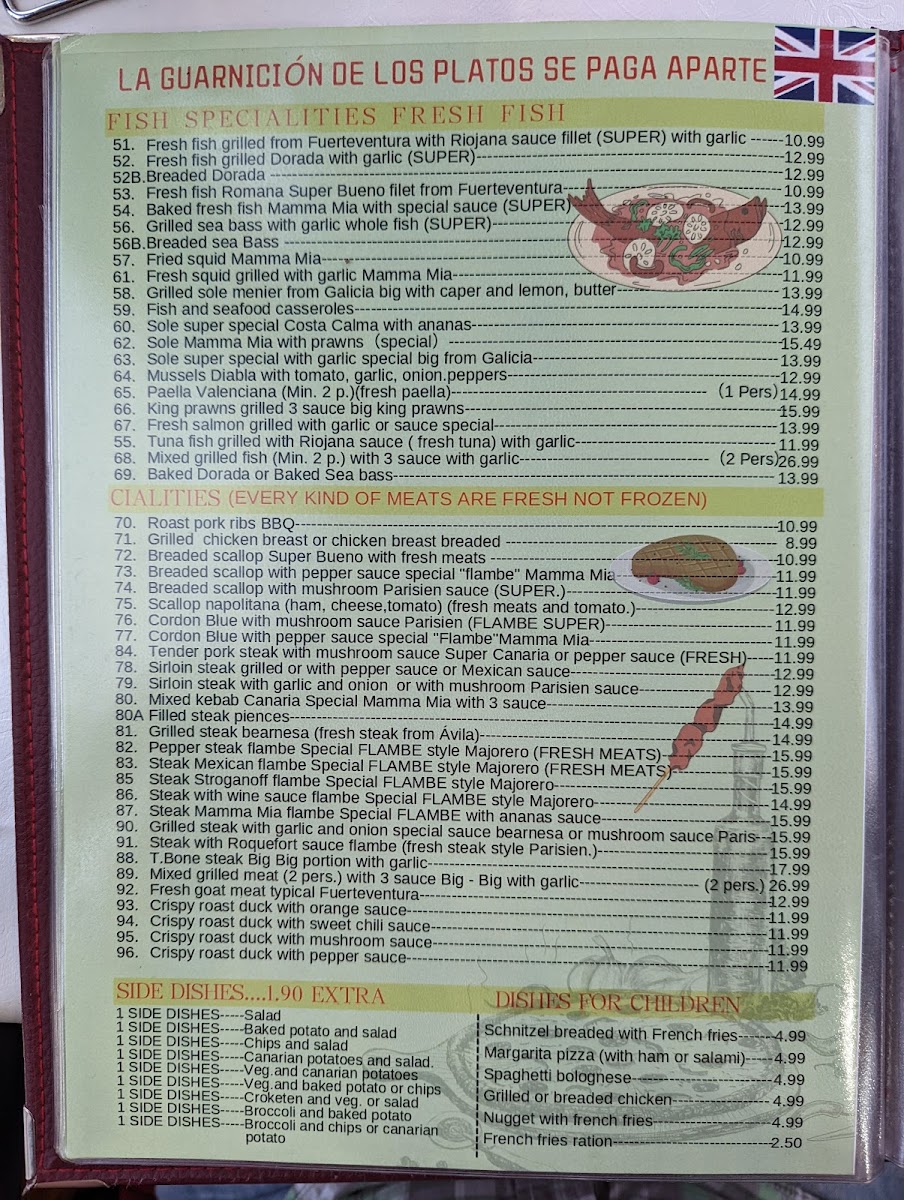 LA GUARNICIÓN DE LOS PLATOS SE PAGA APARTE
FISH SPECIALITIES FRESH FISH
51. Fresh fish grilled from Fuerteventura with Riojana sauce fillet (SUPER) with garlic -----10.99
52. Fresh fish grilled Dorada with garlic (SUPER)-----12.99
52B.Breaded Dorada -----12.99
53. Fresh fish Romana Super Bueno filet from Fuerteventura-----10.99
54. Baked fresh fish Mamma Mia with special sauce (SUPER)-----13.99
56. Grilled sea bass with garlic whole fish (SUPER)-----12.99
56B.Breaded sea Bass -----12.99
57. Fried squid Mamma Mia-----10.99
61. Fresh squid grilled with garlic Mamma Mia-----11.99
58. Grilled sole menier from Galicia big with caper and lemon, butter-----13.99
59. Fish and seafood casseroles-----14.99
60. Sole super special Costa Calma with ananas-----13.99
62. Sole Mamma Mia with prawns (special) -----15.49
63. Sole super special with garlic special big from Galicia-----13.99
64. Mussels Diabla with tomato, garlic, onion.peppers-----12.99
65. Paella Valenciana (Min. 2 p.)(fresh paella)----- (1 Pers)14.99
66. King prawns grilled 3 sauce big king prawns-----15.99
67. Fresh salmon grilled with garlic or sauce special-----13.99
55. Tuna fish grilled with Riojana sauce ( fresh tuna) with garlic-----11.99
68. Mixed grilled fish (Min. 2 p.) with 3 sauce with garlic----- (2 Pers)26.99
69. Baked Dorada or Baked Sea bass-----13.99
CIALITIES (EVERY KIND OF MEATS ARE FRESH NOT FROZEN)
70. Roast pork ribs BBQ-----10.99
71. Grilled chicken breast or chicken breast breaded ----- 8.99
72. Breaded scallop Super Bueno with fresh meats -----10.99
73. Breaded scallop with pepper sauce special "flambe" Mamma Mia-----11.99
74. Breaded scallop with mushroom Parisien sauce (SUPER.)-----11.99
75. Scallop napolitana (ham, cheese,tomato) (fresh meats and tomato.)-----12.99
76. Cordon Blue with mushroom sauce Parisien (FLAMBE SUPER)-----11.99
77. Cordon Blue with pepper sauce special "Flambe"Mamma Mia-----11.99
84. Tender pork steak with mushroom sauce Super Canaria or pepper sauce (FRESH)-----11.99
78. Sirloin steak grilled or with pepper sauce or Mexican sauce-----12.99
79. Sirloin steak with garlic and onion or with mushroom Parisien sauce-----12.99
80. Mixed kebab Canaria Special Mamma Mia with 3 sauce-----13.99
80A Filled steak piences-----14.99
81. Grilled steak bearnesa (fresh steak from Ávila)-----14.99
82. Pepper steak flambe Special FLAMBE style Majorero (FRESH MEATS)-----15.99
83. Steak Mexican flambe Special FLAMBE style Majorero (FRESH MEATS)-----15.99
85 Steak Stroganoff flambe Special FLAMBE style Majorero-----15.99
86. Steak with wine sauce flambe Special FLAMBE style Majorero-----14.99
87. Steak Mamma Mia flambe Special FLAMBE with ananas sauce-----15.99
90. Grilled steak with garlic and onion special sauce bearnesa or mushroom sauce Paris---15.99
91. Steak with Roquefort sauce flambe (fresh steak style Parisien.)-----15.99
88. T.Bone steak Big Big portion with garlic-----17.99
89. Mixed grilled meat (2 pers.) with 3 sauce Big - Big with garlic----- (2 pers.) 26.99
92. Fresh goat meat typical Fuerteventura-----12.99
93. Crispy roast duck with orange sauce-----11.99
94. Crispy roast duck with sweet chili sauce-----11.99
95. Crispy roast duck with mushroom sauce-----11.99
96. Crispy roast duck with pepper sauce-----11.99
SIDE DISHES....1.90 EXTRA
1 SIDE DISHES-----Salad
1 SIDE DISHES-----Baked potato and salad
1 SIDE DISHES-----Chips and salad
1 SIDE DISHES-----Canarian potatoes and salad.
1 SIDE DISHES-----Veg.and canarian potatoes
1 SIDE DISHES-----Veg.and baked potato or chips
1 SIDE DISHES-----Croketen and veg. or salad
1 SIDE DISHES-----Broccoli and baked potato
1 SIDE DISHES-----Broccoli and chips or canarian
potato
DISHES FOR CHILDREN
Schnitzel breaded with French fries-----4.99
Margarita pizza (with ham or salami)-----4.99
Spaghetti bolognese-----4.99
Grilled or breaded chicken-----4.99
Nugget with french fries-----4.99
French fries ration-----2.50